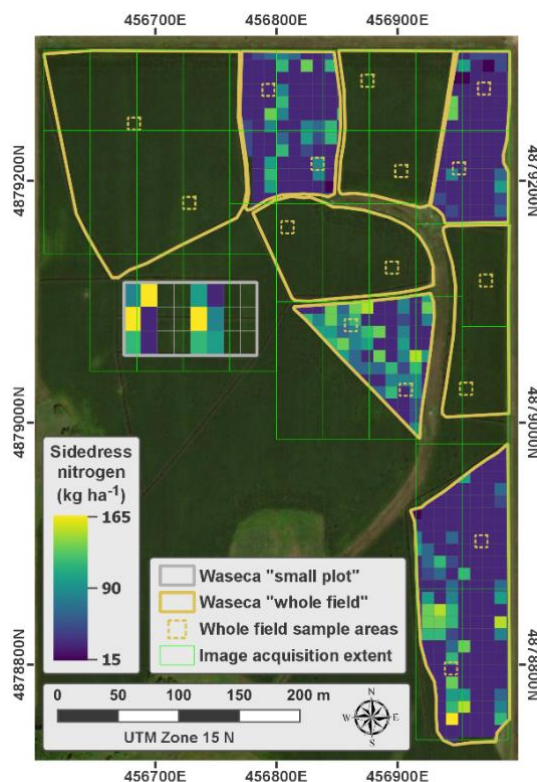 456700E 456800E 456900E
4879200N 4879200N
4879000N 4879000N
4878800N 4878800N
Sidedress
nitrogen
(kg ha-1)
165
90
15
Waseca "small plot"
Waseca "whole field"
Whole field sample areas
Image acquisition extent
0 50 100 150 200 m
UTM Zone 15 N
N
W E
S
456700E 456800E 456900E